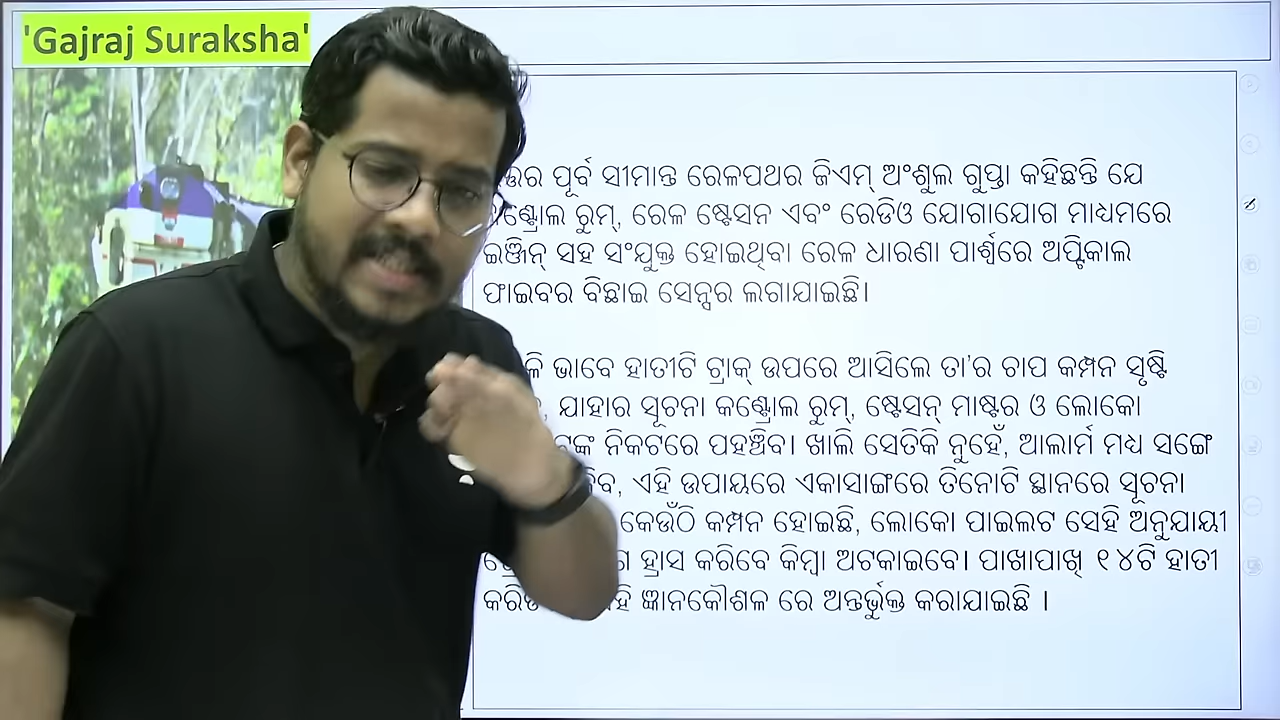 'Gajraj Suraksha'
ପୂର୍ବ ସୀମାନ୍ତ ରେଳପଥର ଜିଏମ୍ ଅଂଶୁଲ ଗୁପ୍ତା କହିଛନ୍ତି ଯେ
ରୁମ୍, ରେଳ ଷ୍ଟେସନ ଏବଂ ରେଡିଓ ଯୋଗାଯୋଗ ମାଧ୍ୟମରେ
ଇଞ୍ଜିନ୍ ସହ ସଂଯୁକ୍ତ ହୋଇଥିବା ରେଳ ଧାରଣା ପାର୍ଶ୍ୱରେ ଅପ୍ଟିକାଲ
ଫାଇବର ବିଛାଇ ସେନ୍ସର ଲଗାଯାଇଛି।
ଭାବେ ହାତୀଟି ଟ୍ରାକ୍ ଉପରେ ଆସିଲେ ତା'ର ଚାପ କମ୍ପନ ସୃଷ୍ଟି
ଯାହାର ସୂଚନା କଣ୍ଟ୍ରୋଲ ରୁମ୍, ଷ୍ଟେସନ୍ ମାଷ୍ଟର ଓ ଲୋକୋ
ନିକଟରେ ପହଞ୍ଚିବ। ଖାଲି ସେତିକି ନୁହେଁ, ଆଲାର୍ମ ମଧ୍ୟ ସଙ୍ଗେ
ଏହି ଉପାୟରେ ଏକାସାଙ୍ଗରେ ତିନୋଟି ସ୍ଥାନରେ ସୂଚନା
କେଉଁଠି କମ୍ପନ ହୋଇଛି, ଲୋକୋ ପାଇଲଟ ସେହି ଅନୁଯାୟୀ
ହ୍ରାସ କରିବେ କିମ୍ବା ଅଟକାଇବେ। ପାଖାପାଖି ୧୪ଟି ହାତୀ
ଜ୍ଞାନକୌଶଳ ରେ ଅନ୍ତର୍ଭୁକ୍ତ କରାଯାଇଛି ।